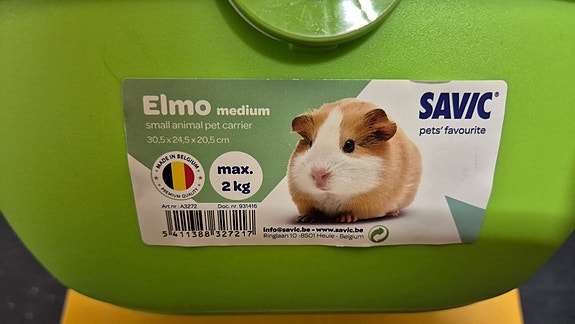 Elmo medium
small animal pet carrier
30,5 x 24,5 x 20,5 cm
MADE IN BELGIUM
PREMIUM QUALITY
max.
2 kg
Art nr.: A3272
Doc. nr. 931416
5 411388 327217
SAVIC®
pets' favourite
info@savic.be - www.savic.be
Ringlaan 10 -8501 Heule - Belgium